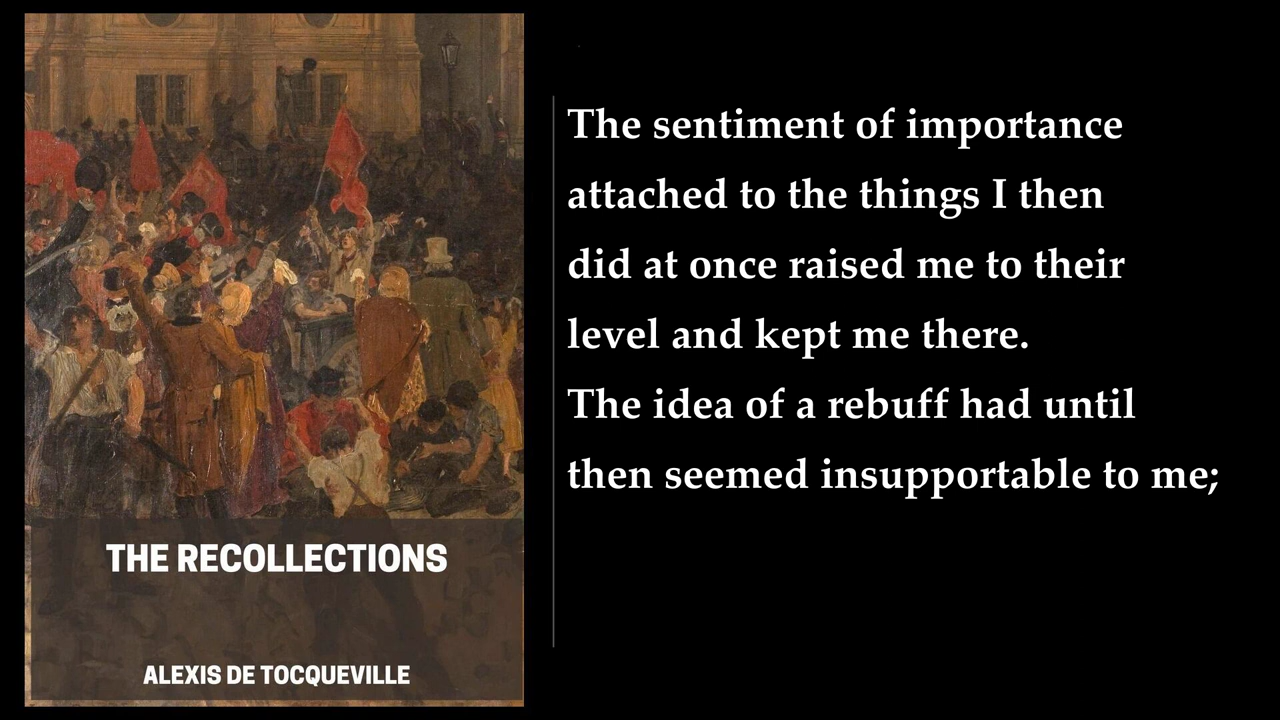 THE RECOLLECTIONS
ALEXIS DE TOCQUEVILLE
The sentiment of importance
attached to the things I then
did at once raised me to their
level and kept me there.
The idea of a rebuff had until
then seemed insupportable to me;